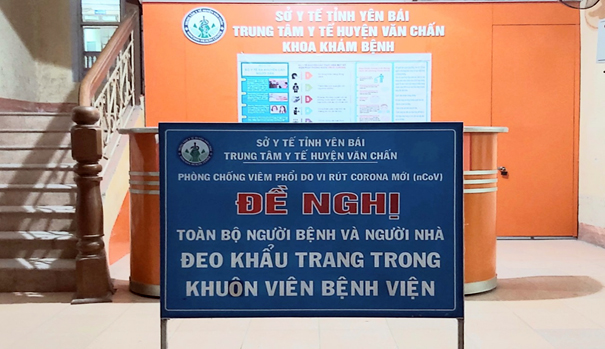 SỞ Y TẾ TỈNH YÊN BÁI
TRUNG TÂM Y TẾ HUYỆN VĂN CHẤN
KHOA KHÁM BỆNH
SỞ Y TẾ TỈNH YÊN BÁI
TRUNG TÂM Y TẾ HUYỆN VĂN CHẤN
PHÒNG CHỐNG VIÊM PHỔI DO VI RÚT CORONA MỚI (nCoV)
ĐỀ NGHỊ
TOÀN BỘ NGƯỜI BỆNH VÀ NGƯỜI NHÀ
ĐEO KHẨU TRANG TRONG
KHUÔN VIÊN BỆNH VIỆN